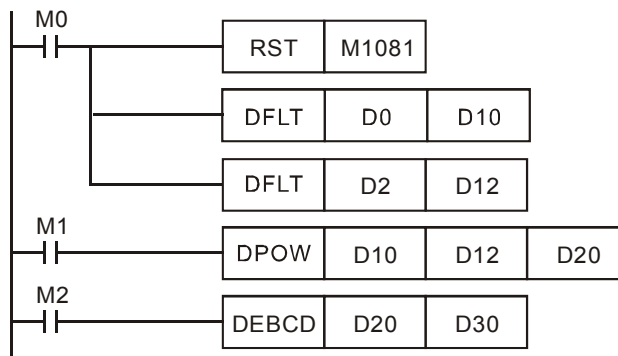 M0
RST M1081
DFLT D0 D10
DFLT D2 D12
M1
DPOW D10 D12 D20
M2
DEBCD D20 D30